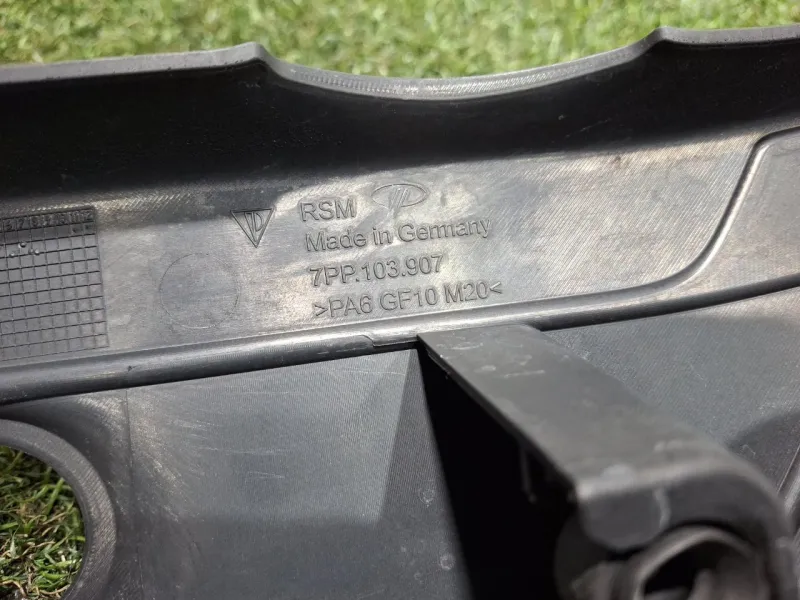 RSM
Made in Germany
7PP.103.907
>PA6 GF10 M20<